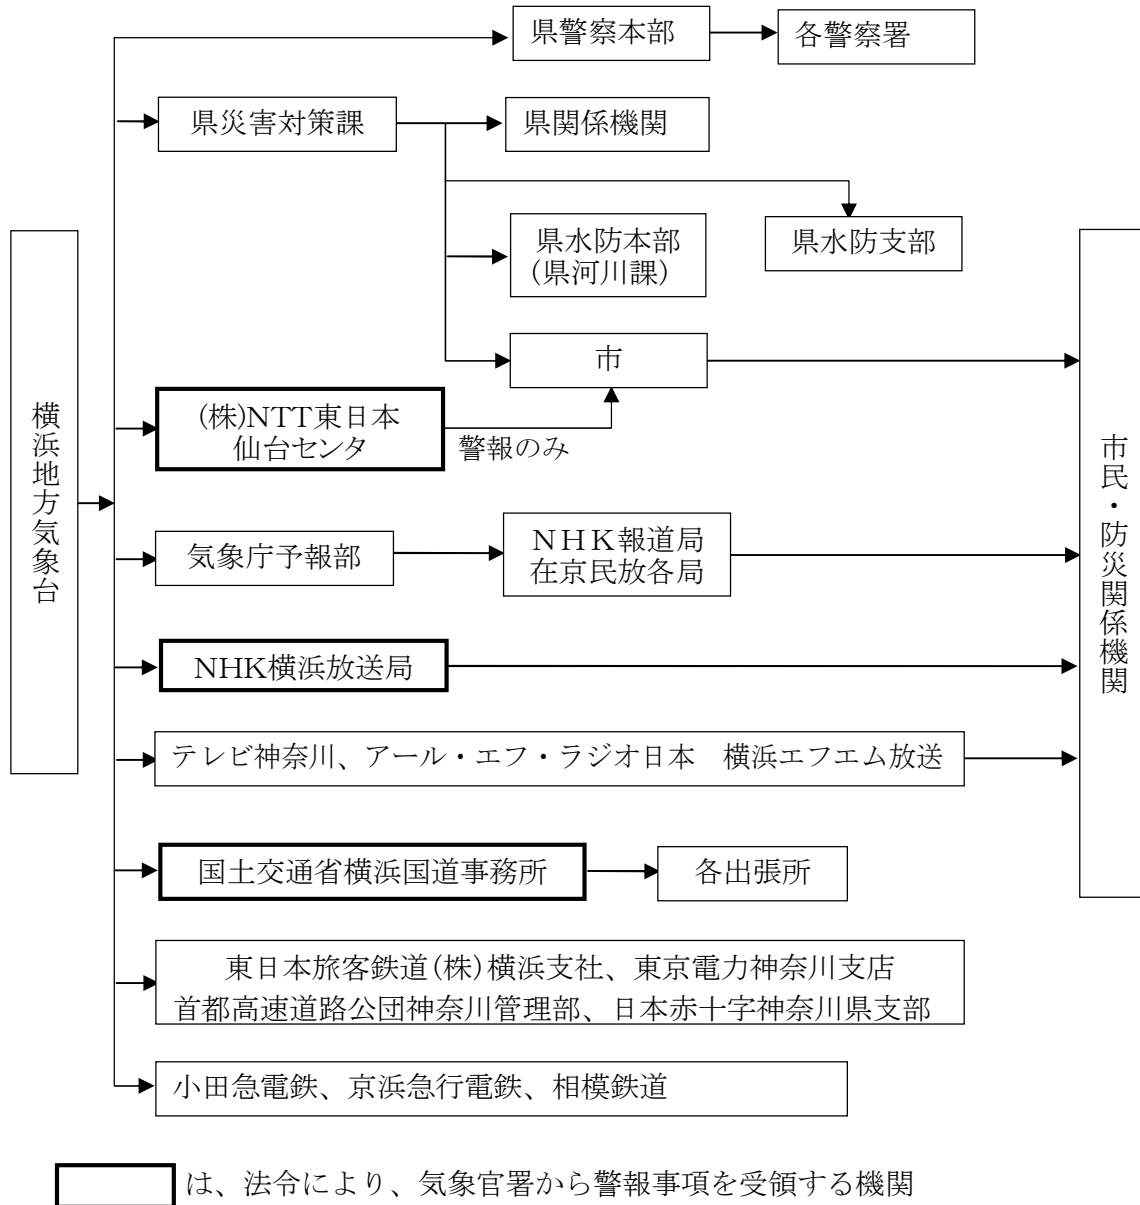 県警察本部
各警察署
県災害対策課
県関係機関
県水防本部
(県河川課)
県水防支部
市
横浜地方気象台
(株)NTT東日本
仙台センタ
警報のみ
市民・防災関係機関
気象庁予報部
NHK報道局
在京民放各局
NHK横浜放送局
テレビ神奈川、アール・エフ・ラジオ日本　横浜エフエム放送
国土交通省横浜国道事務所
各出張所
東日本旅客鉄道(株)横浜支社、東京電力神奈川支店
首都高速道路公団神奈川管理部、日本赤十字神奈川県支部
小田急電鉄、京浜急行電鉄、相模鉄道
は、法令により、気象官署から警報事項を受領する機関